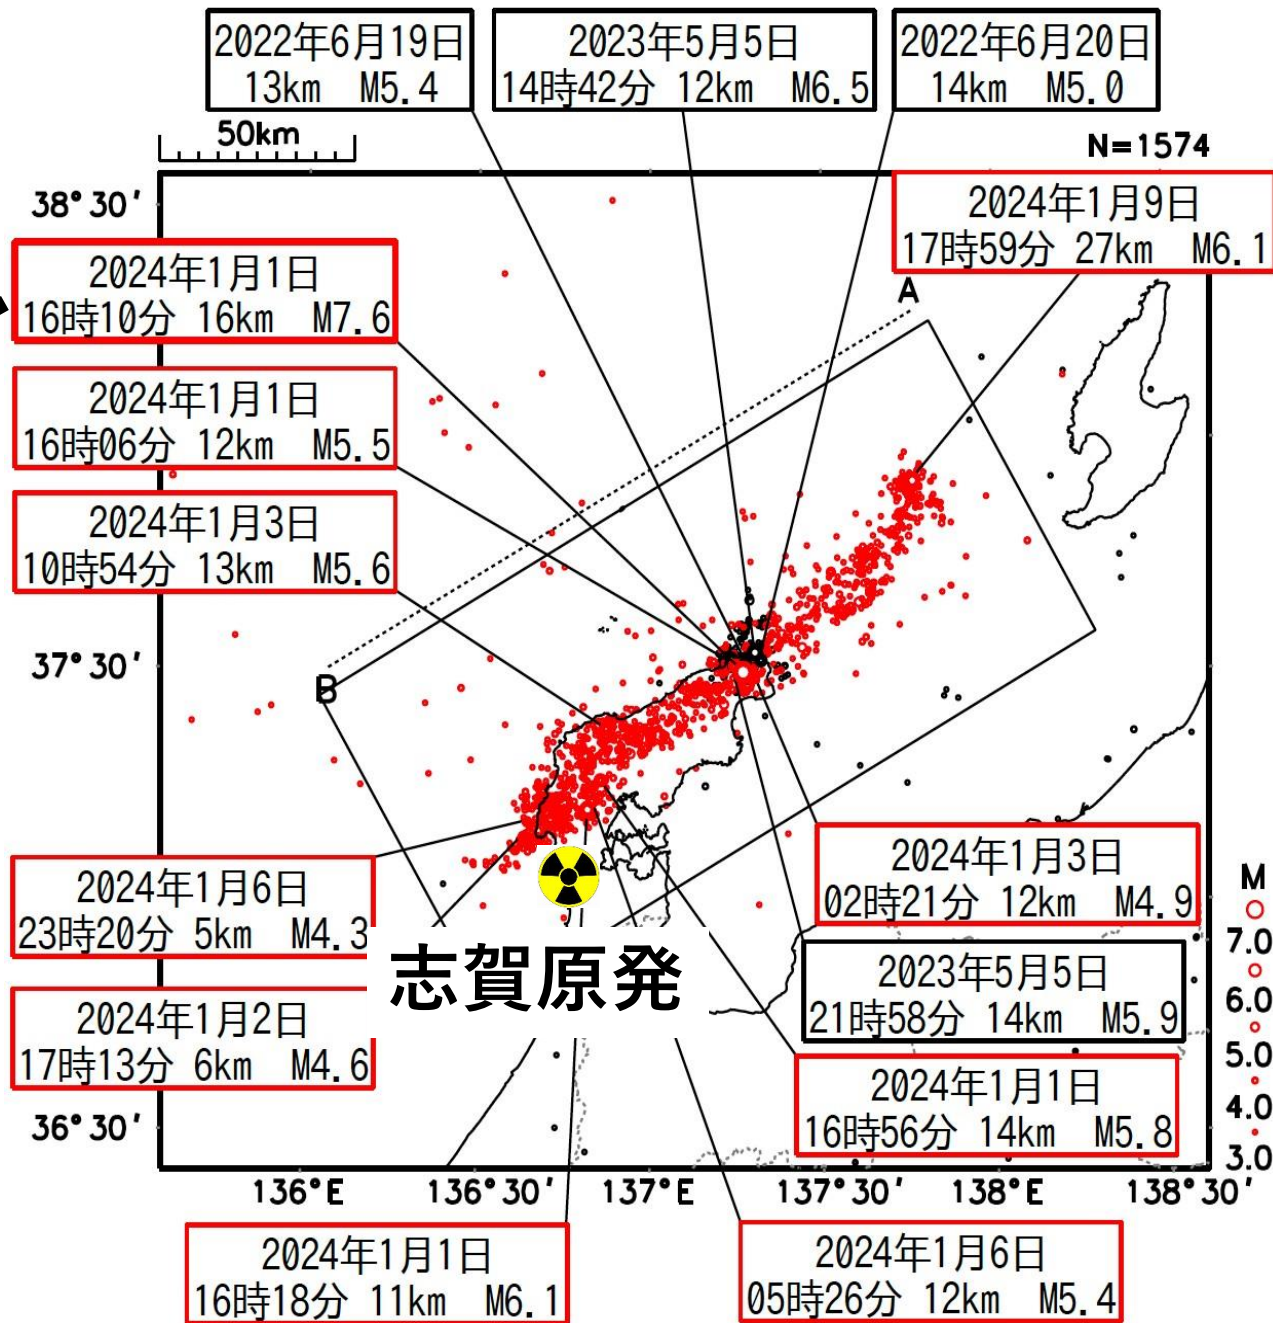 2022年6月19日
13km M5.4
2023年5月5日
14時42分 12km M6.5
2022年6月20日
14km M5.0
50km
N=1574
38°30′
2024年1月9日
17時59分 27km M6.1
2024年1月1日
16時10分 16km M7.6
A
2024年1月1日
16時06分 12km M5.5
2024年1月3日
10時54分 13km M5.6
37°30′
B
2024年1月3日
02時21分 12km M4.9
2024年1月6日
23時20分 5km M4.3
志賀原発
2023年5月5日
21時58分 14km M5.9
2024年1月2日
17時13分 6km M4.6
2024年1月1日
16時56分 14km M5.8
M
7.0
6.0
5.0
4.0
3.0
36°30′
136°E
136°30′
137°E
137°30′
138°E
138°30′
2024年1月1日
16時18分 11km M6.1
2024年1月6日
05時26分 12km M5.4